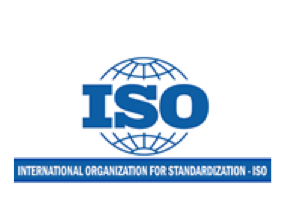 ISO
INTERNATIONAL ORGANIZATION FOR STANDARDIZATION - ISO